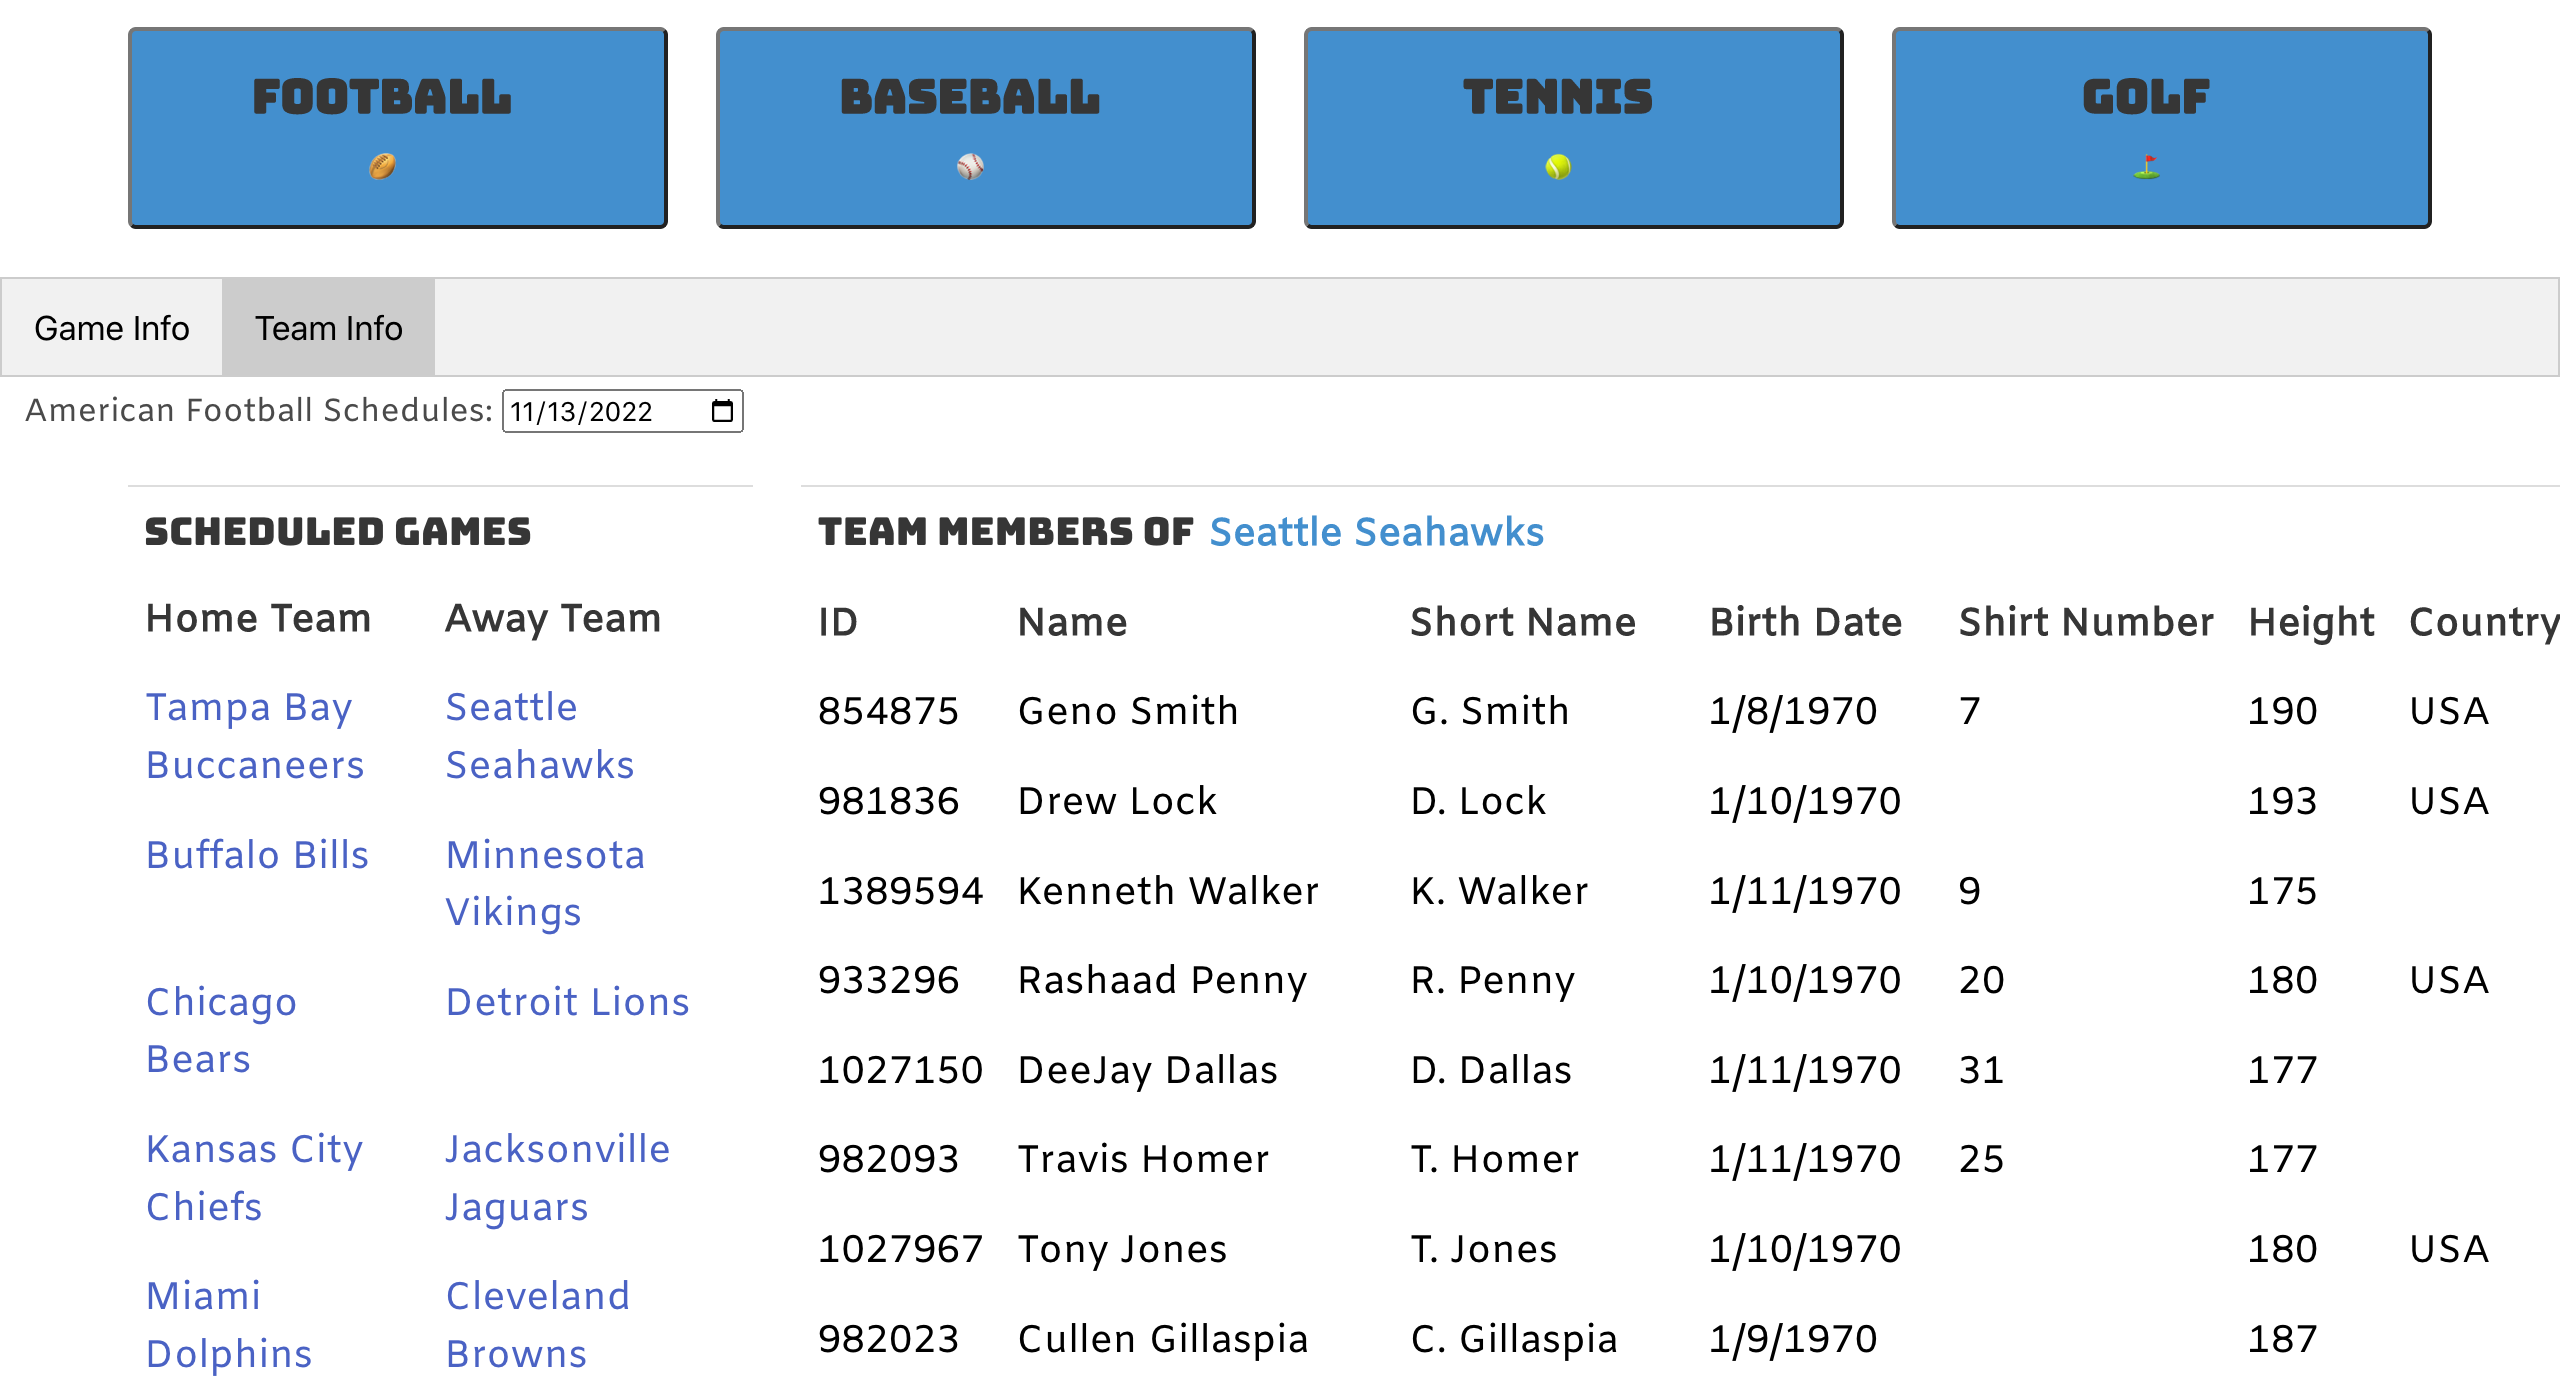 FOOTBALL
BASEBALL
TENNIS
GOLF
Game Info
Team Info
American Football Schedules: 11/13/2022
SCHEDULED GAMES
Home Team Away Team
Tampa Bay Seattle
Buccaneers Seahawks
Buffalo Bills Minnesota
Vikings
Chicago Detroit Lions
Bears
Kansas City Jacksonville
Chiefs Jaguars
Miami Cleveland
Dolphins Browns
TEAM MEMBERS OF Seattle Seahawks
ID Name Short Name Birth Date Shirt Number Height Country
854875 Geno Smith G. Smith 1/8/1970 7 190 USA
981836 Drew Lock D. Lock 1/10/1970 193 USA
1389594 Kenneth Walker K. Walker 1/11/1970 9 175
933296 Rashaad Penny R. Penny 1/10/1970 20 180 USA
1027150 DeeJay Dallas D. Dallas 1/11/1970 31 177
982093 Travis Homer T. Homer 1/11/1970 25 177
1027967 Tony Jones T. Jones 1/10/1970 180 USA
982023 Cullen Gillaspia C. Gillaspia 1/9/1970 187